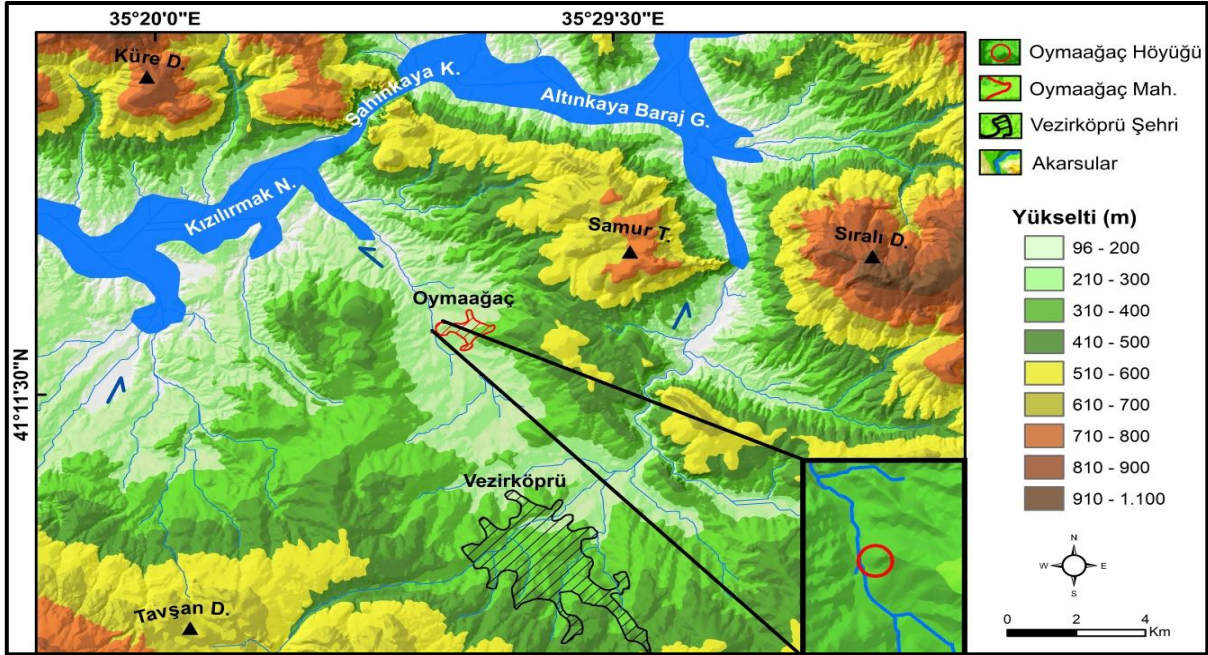 35°20'0"E
35°29'30"E
41°11'30"N
Küre D.
Şahinkaya K.
Altınkaya Baraj G.
Kızılırmak N.
Samur T.
Sıralı D.
Oymaağaç
Vezirköprü
Tavşan D.
Oymaağaç Höyüğü
Oymaağaç Mah.
Vezirköprü Şehri
Akarsular
Yükselti (m)
96 - 200
210 - 300
310 - 400
410 - 500
510 - 600
610 - 700
710 - 800
810 - 900
910 - 1.100
N
W E
S
0 2 4
Km